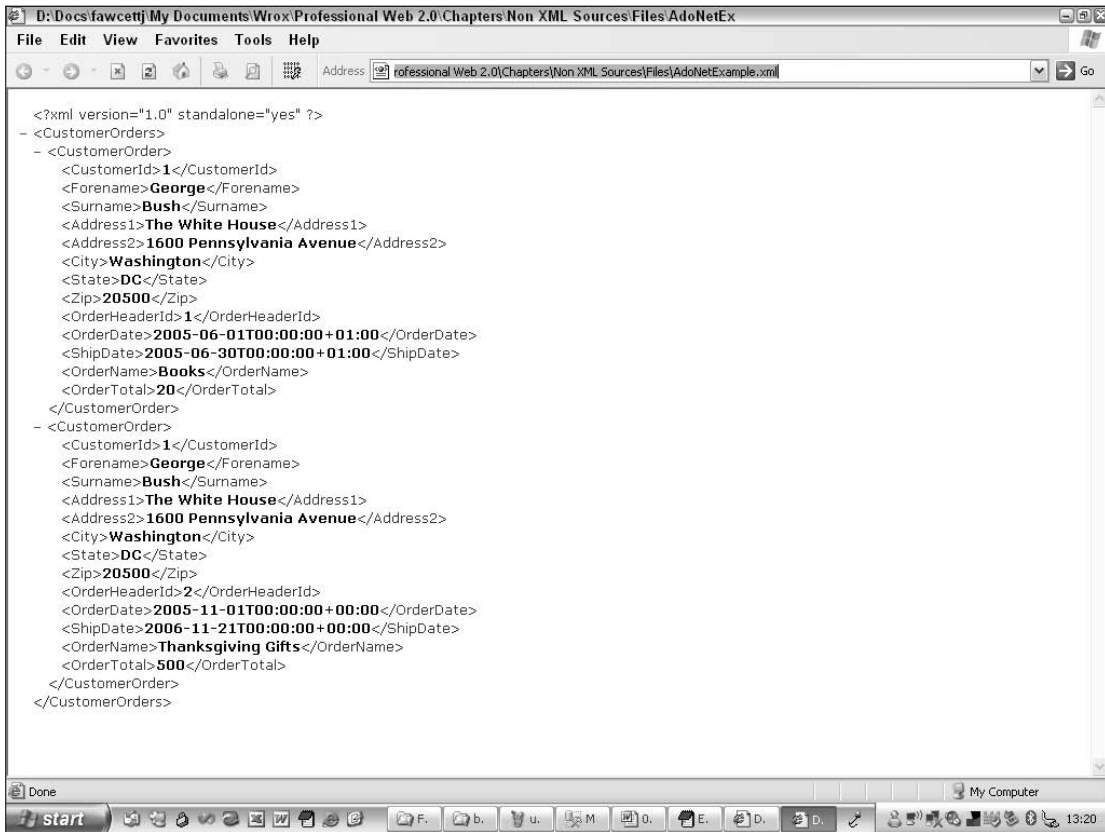 D:\Docs\fawcettj\My Documents\Wrox\Professional Web 2.0\Chapters\Non XML Sources\Files\AdoNetEx
File Edit View Favorites Tools Help
Address rofessional Web 2.0\Chapters\Non XML Sources\Files\AdoNetExample.xml Go
<?xml version="1.0" standalone="yes" ?>
- <CustomerOrders>
- <CustomerOrder>
<CustomerId>1</CustomerId>
<Forename>George</Forename>
<Surname>Bush</Surname>
<Address1>The White House</Address1>
<Address2>1600 Pennsylvania Avenue</Address2>
<City>Washington</City>
<State>DC</State>
<Zip>20500</Zip>
<OrderHeaderId>1</OrderHeaderId>
<OrderDate>2005-06-01T00:00:00+01:00</OrderDate>
<ShipDate>2005-06-30T00:00:00+01:00</ShipDate>
<OrderName>Books</OrderName>
<OrderTotal>20</OrderTotal>
</CustomerOrder>
- <CustomerOrder>
<CustomerId>1</CustomerId>
<Forename>George</Forename>
<Surname>Bush</Surname>
<Address1>The White House</Address1>
<Address2>1600 Pennsylvania Avenue</Address2>
<City>Washington</City>
<State>DC</State>
<Zip>20500</Zip>
<OrderHeaderId>2</OrderHeaderId>
<OrderDate>2005-11-01T00:00:00+00:00</OrderDate>
<ShipDate>2006-11-21T00:00:00+00:00</ShipDate>
<OrderName>Thanksgiving Gifts</OrderName>
<OrderTotal>500</OrderTotal>
</CustomerOrder>
</CustomerOrders>
Done My Computer
start F. b. u. M 0. E. D. D. 13:20